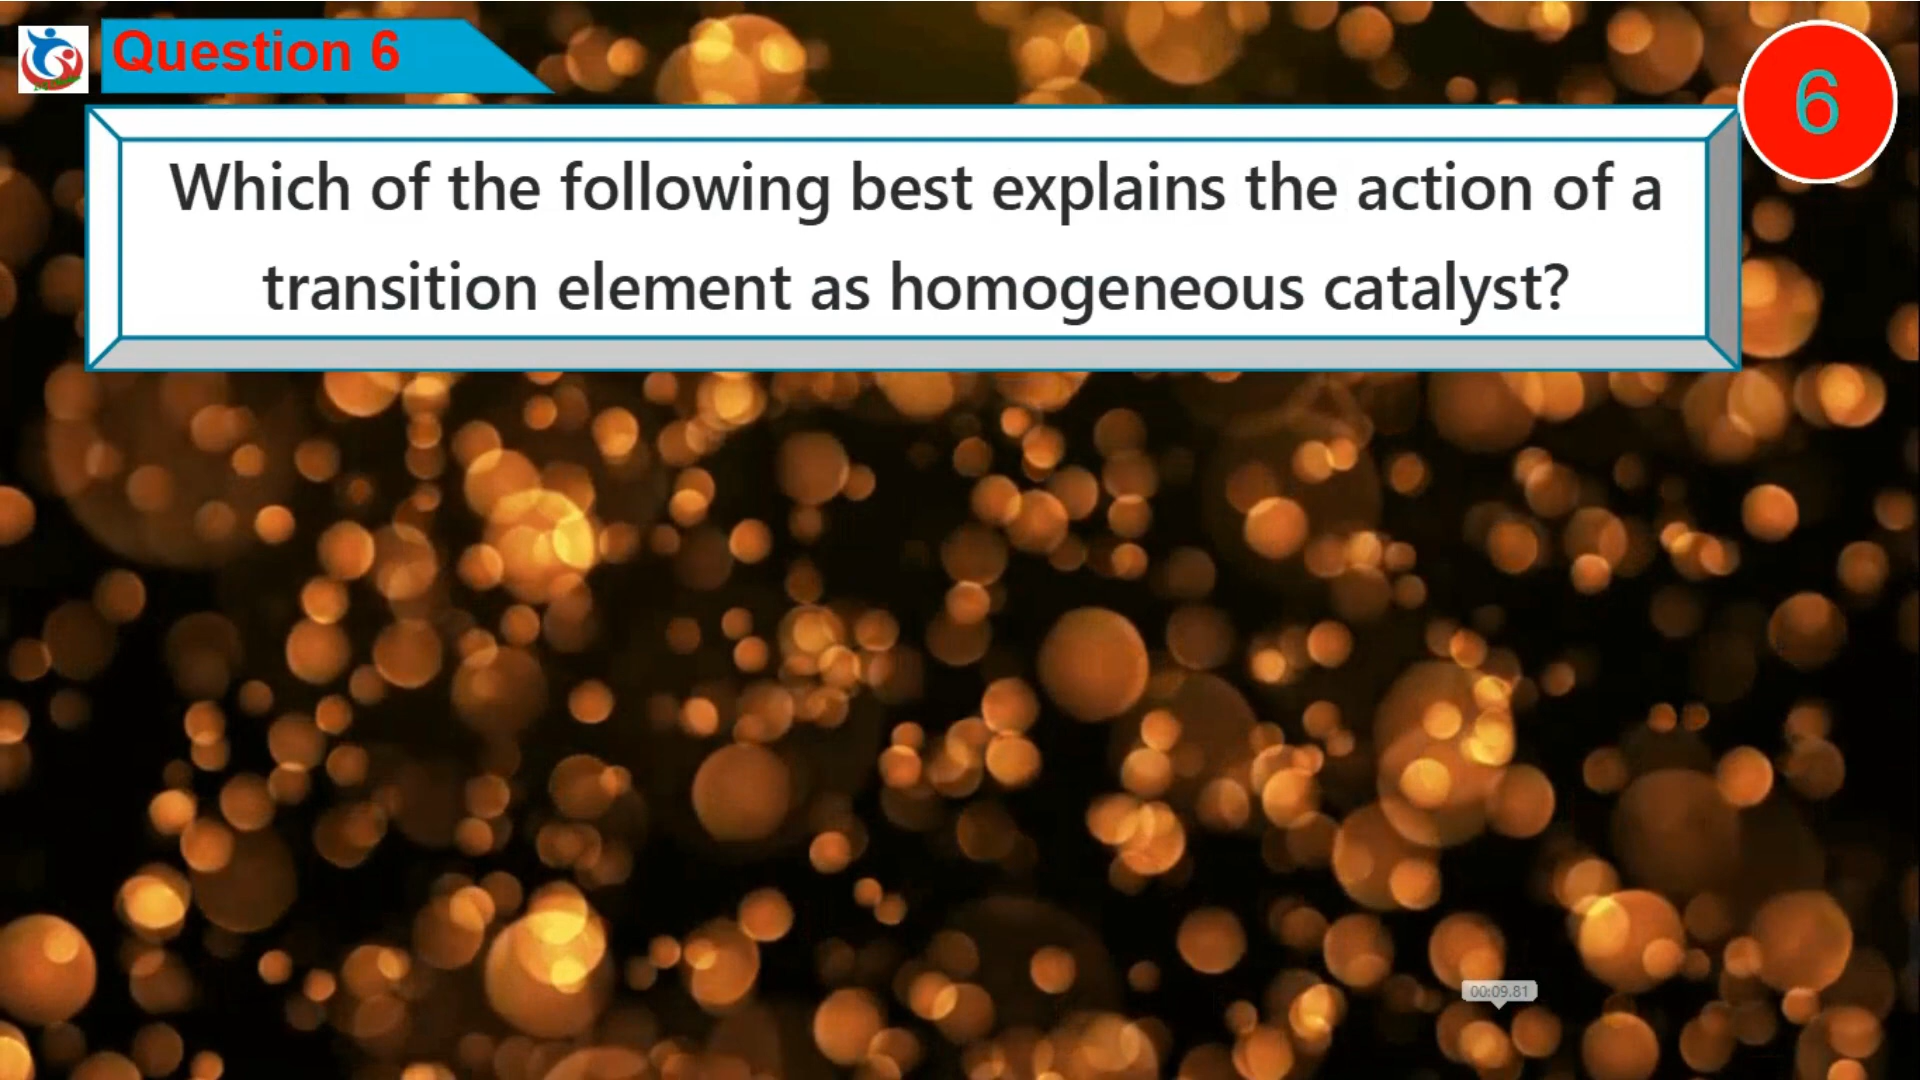 Question 6
6
Which of the following best explains the action of a
transition element as homogeneous catalyst?
00:09.81